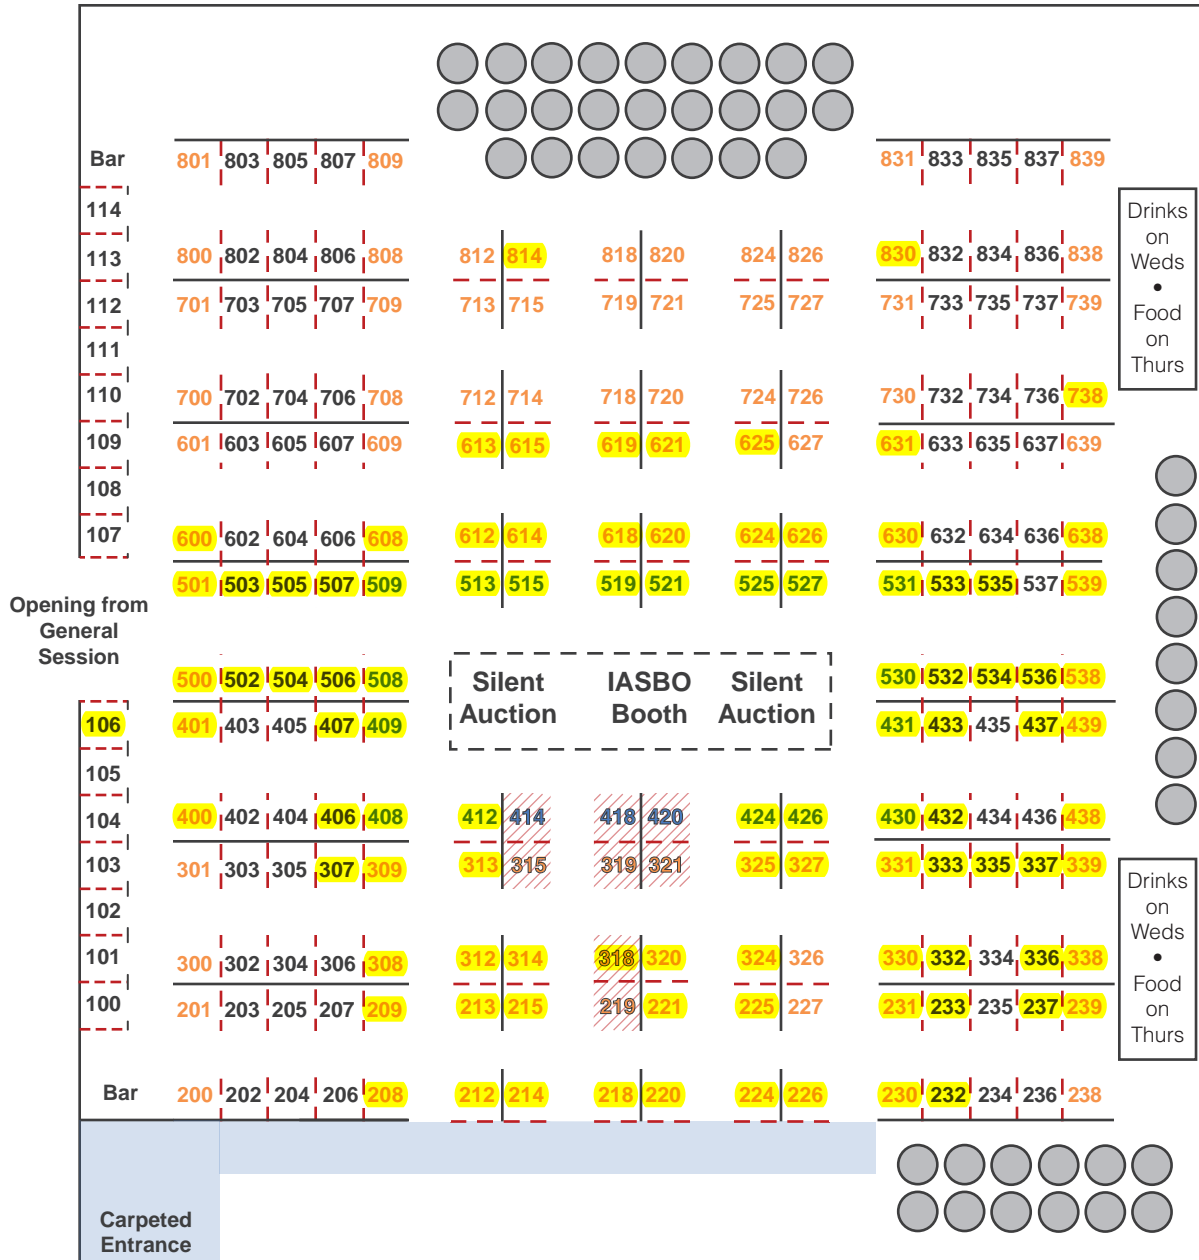 Bar 801 803 805 807 809 831 833 835 837 839
114
Drinks
on
Weds
•
Food
on
Thurs
113 800 802 804 806 808 812 814 818 820 824 826 830 832 834 836 838
112 701 703 705 707 709 713 715 719 721 725 727 731 733 735 737 739
111
110 700 702 704 706 708 712 714 718 720 724 726 730 732 734 736 738
109 601 603 605 607 609 613 615 619 621 625 627 631 633 635 637 639
108
107 600 602 604 606 608 612 614 618 620 624 626 630 632 634 636 638
501 503 505 507 509 513 515 519 521 525 527 531 533 535 537 539
Opening from
General
Session
500 502 504 506 508 530 532 534 536 538
Silent
Auction
IASBO
Booth
Silent
Auction
106 401 403 405 407 409 431 433 435 437 439
105
104 400 402 404 406 408 412 414 418 420 424 426 430 432 434 436 438
103 301 303 305 307 309 313 315 319 321 325 327 331 333 335 337 339
102
Drinks
on
Weds
•
Food
on
Thurs
101 300 302 304 306 308 312 314 318 320 324 326 330 332 334 336 338
100 201 203 205 207 209 213 215 219 221 225 227 231 233 235 237 239
Bar 200 202 204 206 208 212 214 218 220 224 226 230 232 234 236 238
Carpeted
Entrance